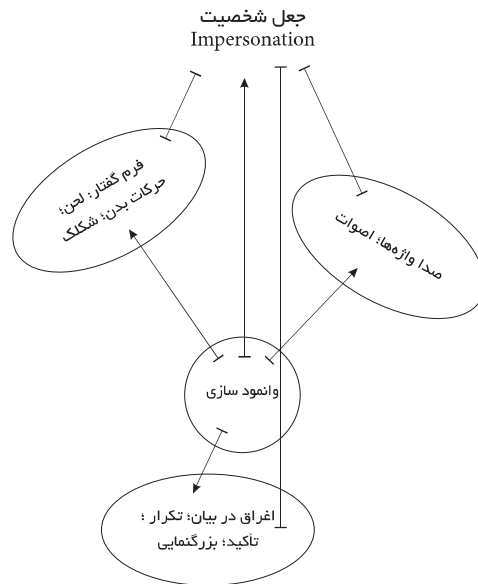 جعل شخصیت
Impersonation
فرم گفتار: لحن؛
حرکات بدن؛ شکلک
صدا واژه‌ها؛ اصوات
وانمود سازی
اغراق در بیان؛ تکرار ؛
تأکید؛ بزرگنمایی